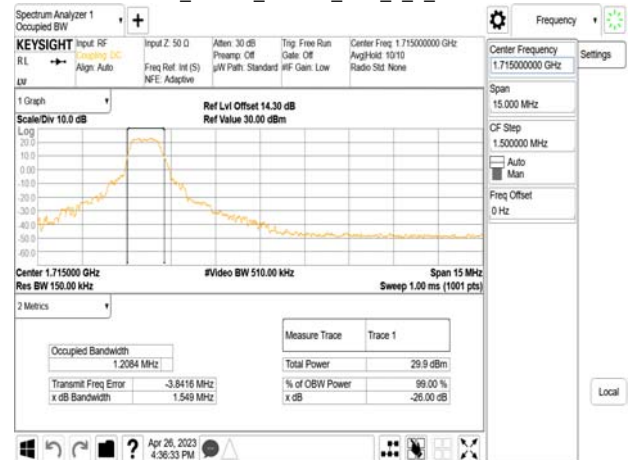 Spectrum Analyzer 1
Occupied BW
Frequency
KEYSIGHT
RL
Input: RF
Coupling: DC
Align: Auto
Input Z: 50 Ω
Freq Ref: Int (S)
NFE: Adaptive
Atten: 30 dB
Preamp: Off
µW Path: Standard
Trig: Free Run
Gate: Off
#IF Gain: Low
Center Freq: 1.715000000 GHz
Avg|Hold: 10/10
Radio Std: None
Center Frequency
1.715000000 GHz
Settings
Span
15.000 MHz
CF Step
1.500000 MHz
Auto
Man
Freq Offset
0 Hz
1 Graph
Scale/Div 10.0 dB
Ref Lvl Offset 14.30 dB
Ref Value 30.00 dBm
Log
20.0
10.0
0.00
-10.0
-20.0
-30.0
-40.0
-50.0
-60.0
Center 1.715000 GHz
Res BW 150.00 kHz
#Video BW 510.00 kHz
Span 15 MHz
Sweep 1.00 ms (1001 pts)
2 Metrics
Measure Trace Trace 1
Occupied Bandwidth
1.2084 MHz
Total Power 29.9 dBm
Transmit Freq Error -3.8416 MHz
% of OBW Power 99.00 %
x dB Bandwidth 1.549 MHz
x dB -26.00 dB
Local
?
Apr 26, 2023
4:36:33 PM